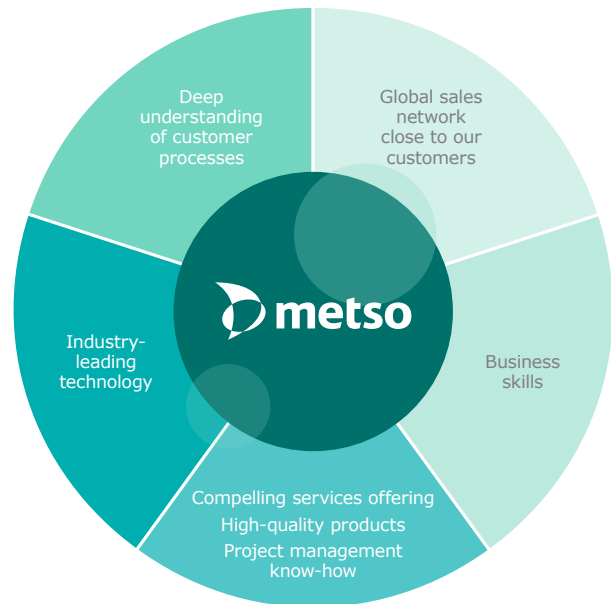 Deep
understanding
of customer
processes
Global sales
network
close to our
customers
metso
Industry-
leading
technology
Business
skills
Compelling services offering
High-quality products
Project management
know-how